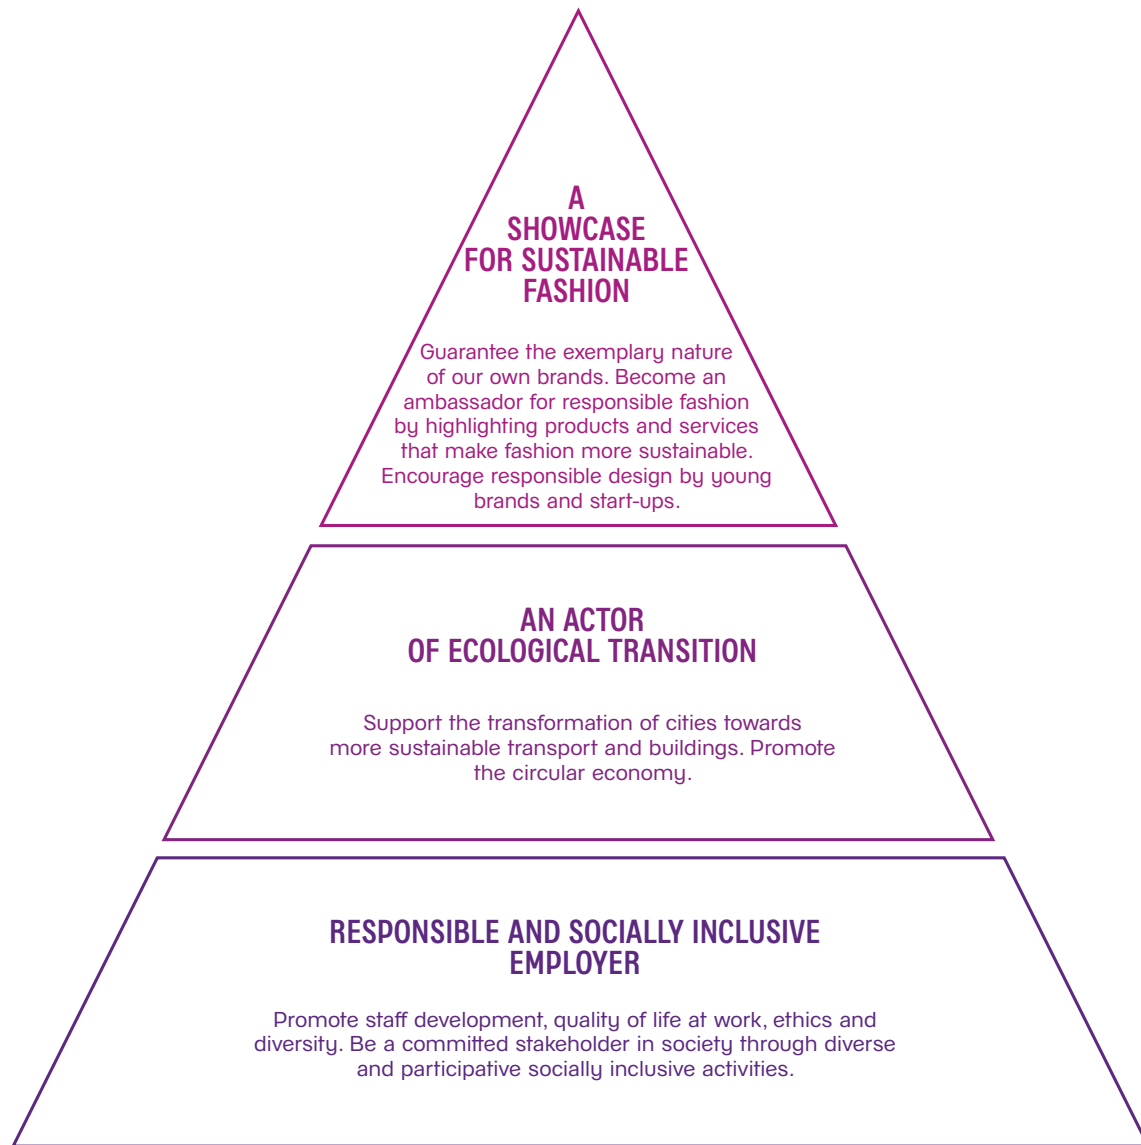 A
SHOWCASE
FOR SUSTAINABLE
FASHION
Guarantee the exemplary nature
of our own brands. Become an
ambassador for responsible fashion
by highlighting products and services
that make fashion more sustainable.
Encourage responsible design by young
brands and start-ups.
AN ACTOR
OF ECOLOGICAL TRANSITION
Support the transformation of cities towards
more sustainable transport and buildings. Promote
the circular economy.
RESPONSIBLE AND SOCIALLY INCLUSIVE
EMPLOYER
Promote staff development, quality of life at work, ethics and
diversity. Be a committed stakeholder in society through diverse
and participative socially inclusive activities.